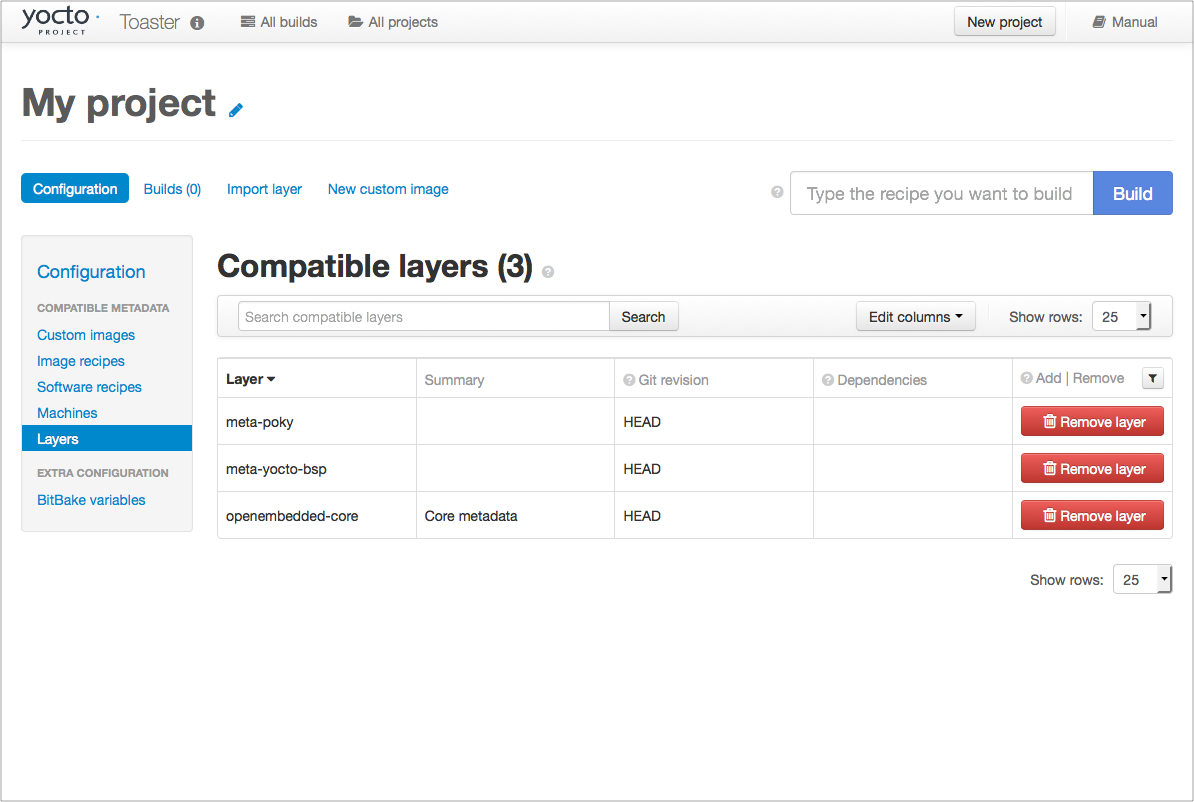 yocto
PROJECT
Toaster
All builds
All projects
New project
Manual
My project
Configuration
Builds (0)
Import layer
New custom image
Type the recipe you want to build
Build
Configuration
COMPATIBLE METADATA
Custom images
Image recipes
Software recipes
Machines
Layers
EXTRA CONFIGURATION
BitBake variables
Compatible layers (3)
Search compatible layers
Search
Edit columns
Show rows: 25
Layer Summary Git revision Dependencies Add | Remove
meta-poky HEAD Remove layer
meta-yocto-bsp HEAD Remove layer
openembedded-core Core metadata HEAD Remove layer
Show rows: 25